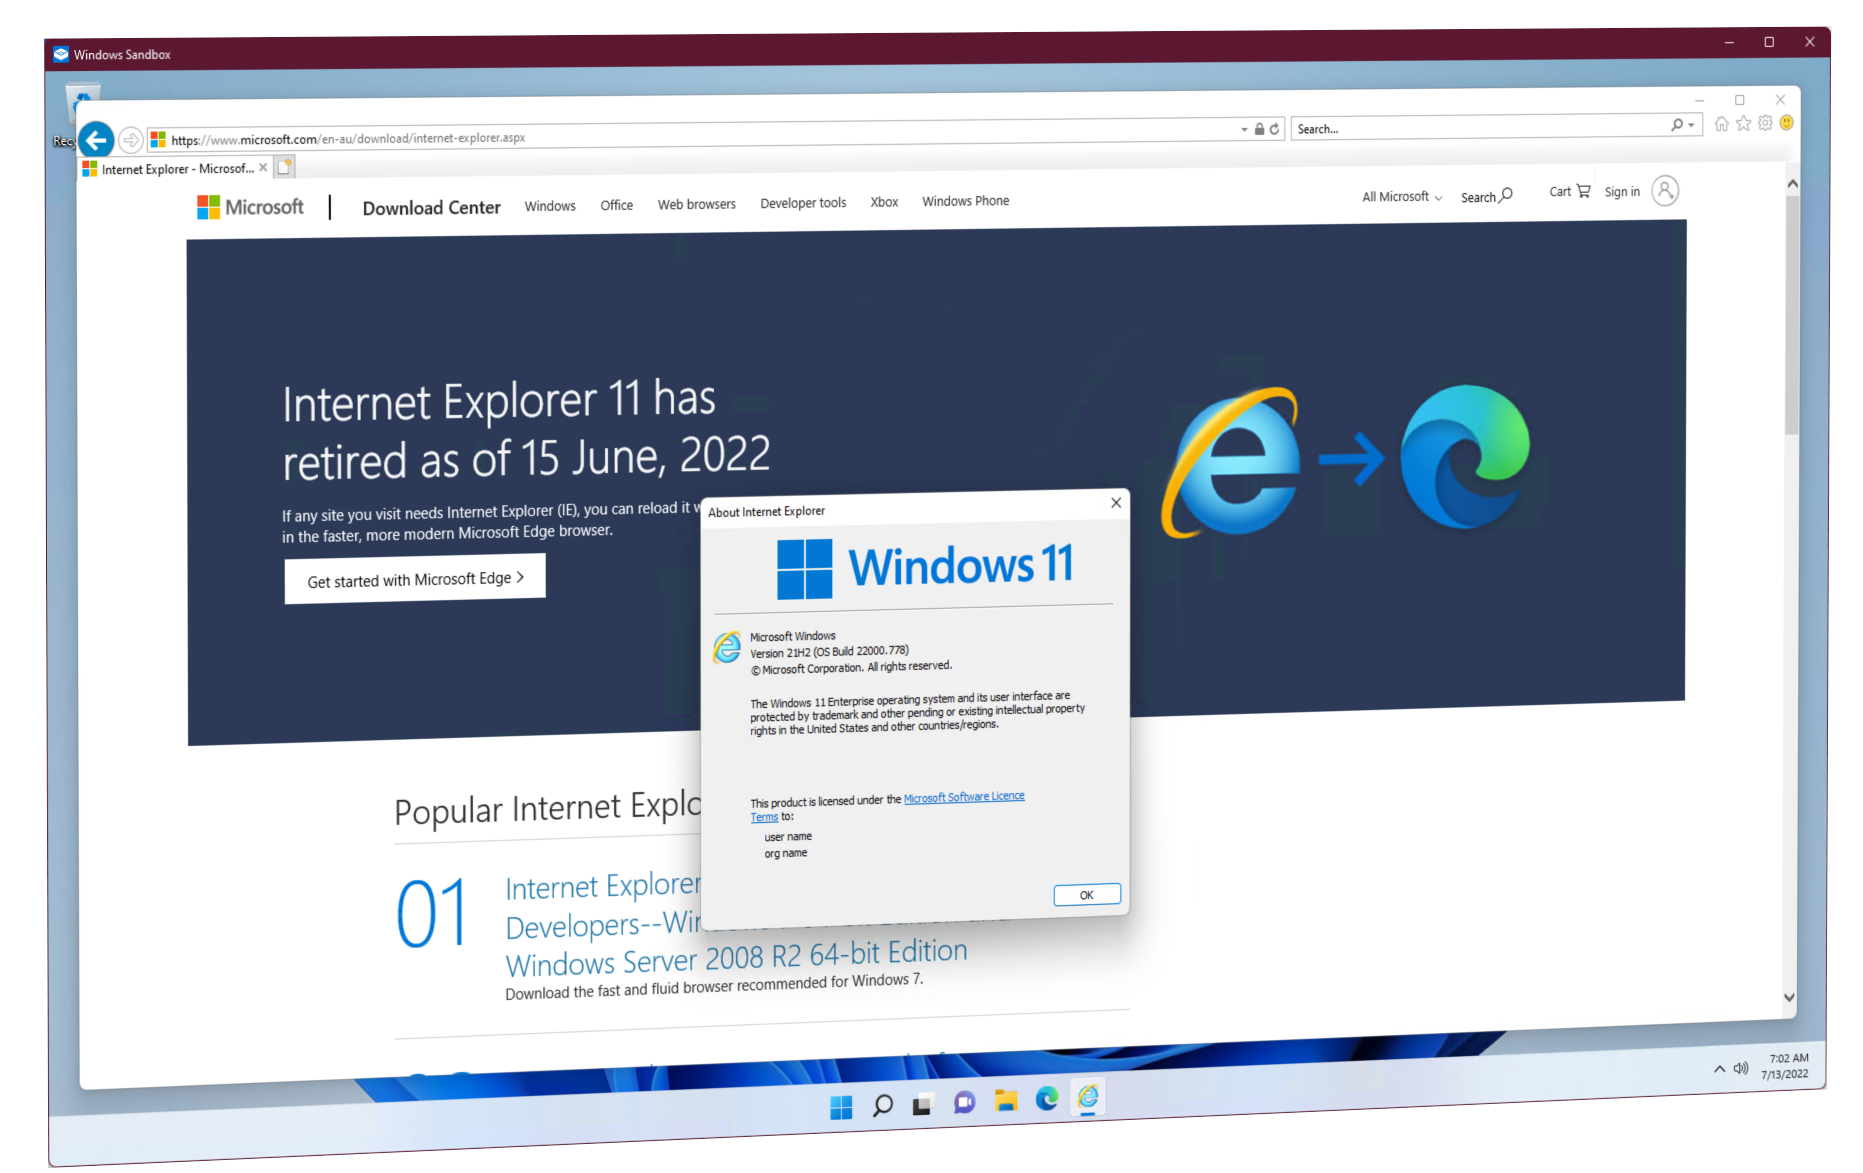 Windows Sandbox
https://www.microsoft.com/en-au/download/internet-explorer.aspx
Search...
Internet Explorer - Microsof...
Microsoft
Download Center
Windows
Office
Web browsers
Developer tools
Xbox
Windows Phone
All Microsoft
Search
Cart
Sign in
Internet Explorer 11 has
retired as of 15 June, 2022
If any site you visit needs Internet Explorer (IE), you can reload it
in the faster, more modern Microsoft Edge browser.
Get started with Microsoft Edge
About Internet Explorer
Windows 11
Microsoft Windows
Version 21H2 (OS Build 22000.778)
© Microsoft Corporation. All rights reserved.
The Windows 11 Enterprise operating system and its user interface are
protected by trademark and other pending or existing intellectual property
rights in the United States and other countries/regions.
This product is licensed under the Microsoft Software Licence
Terms to:
user name
org name
OK
Popular Internet Explo
01
Internet Explorer
Developers--Win
Windows Server 2008 R2 64-bit Edition
Download the fast and fluid browser recommended for Windows 7.
7:02 AM
7/13/2022